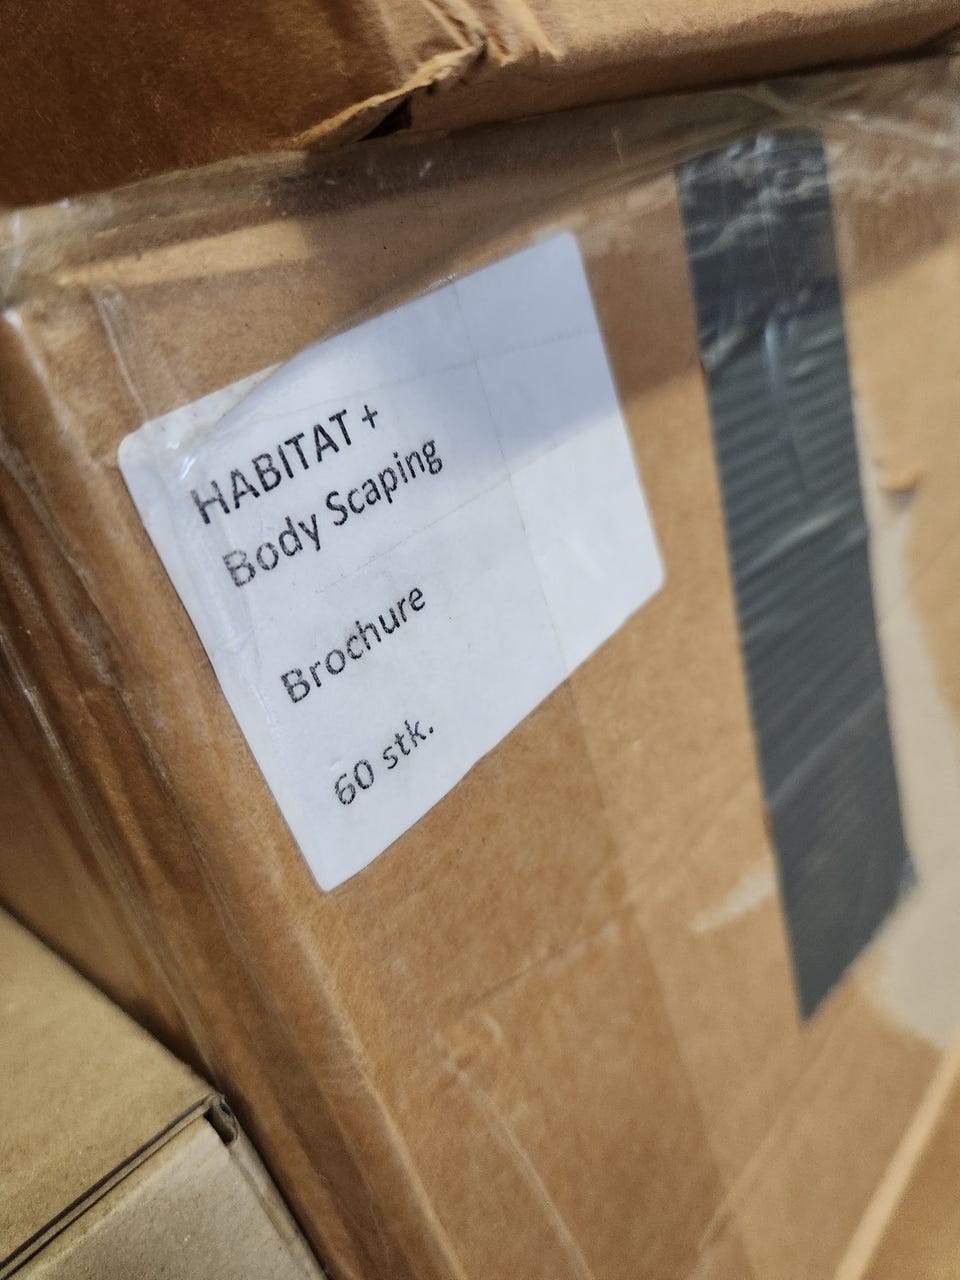 HABITAT +
Body Scaping
Brochure
60 stk.